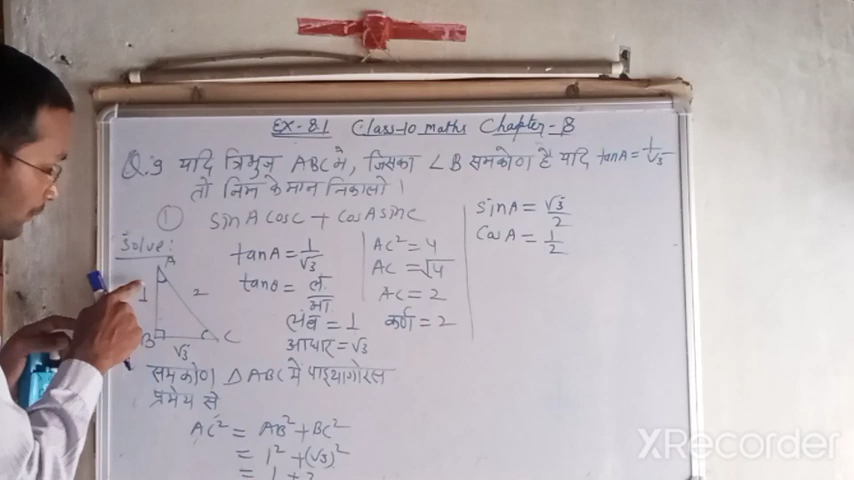 Ex-8.1 Class-10 maths Chapter-8
Q.9 यदि त्रिभुज ABC में, जिसका ∠B समकोण है यदि tanA = 1/√3
तो निम्न के मान निकालो ।
① sinA cosC + cosA sinC
Solve:
A
1
2
B
C
√3
tanA = 1/√3
tanθ = लं./आ.
लंब = 1
आधार = √3
AC² = 4
AC = √4
AC = 2
कर्ण = 2
sinA = √3/2
cosA = 1/2
समकोण △ABC में पाइथागोरस
प्रमेय से
AC² = AB² + BC²
= 1² + (√3)²
= 1 + 3
XRecorder